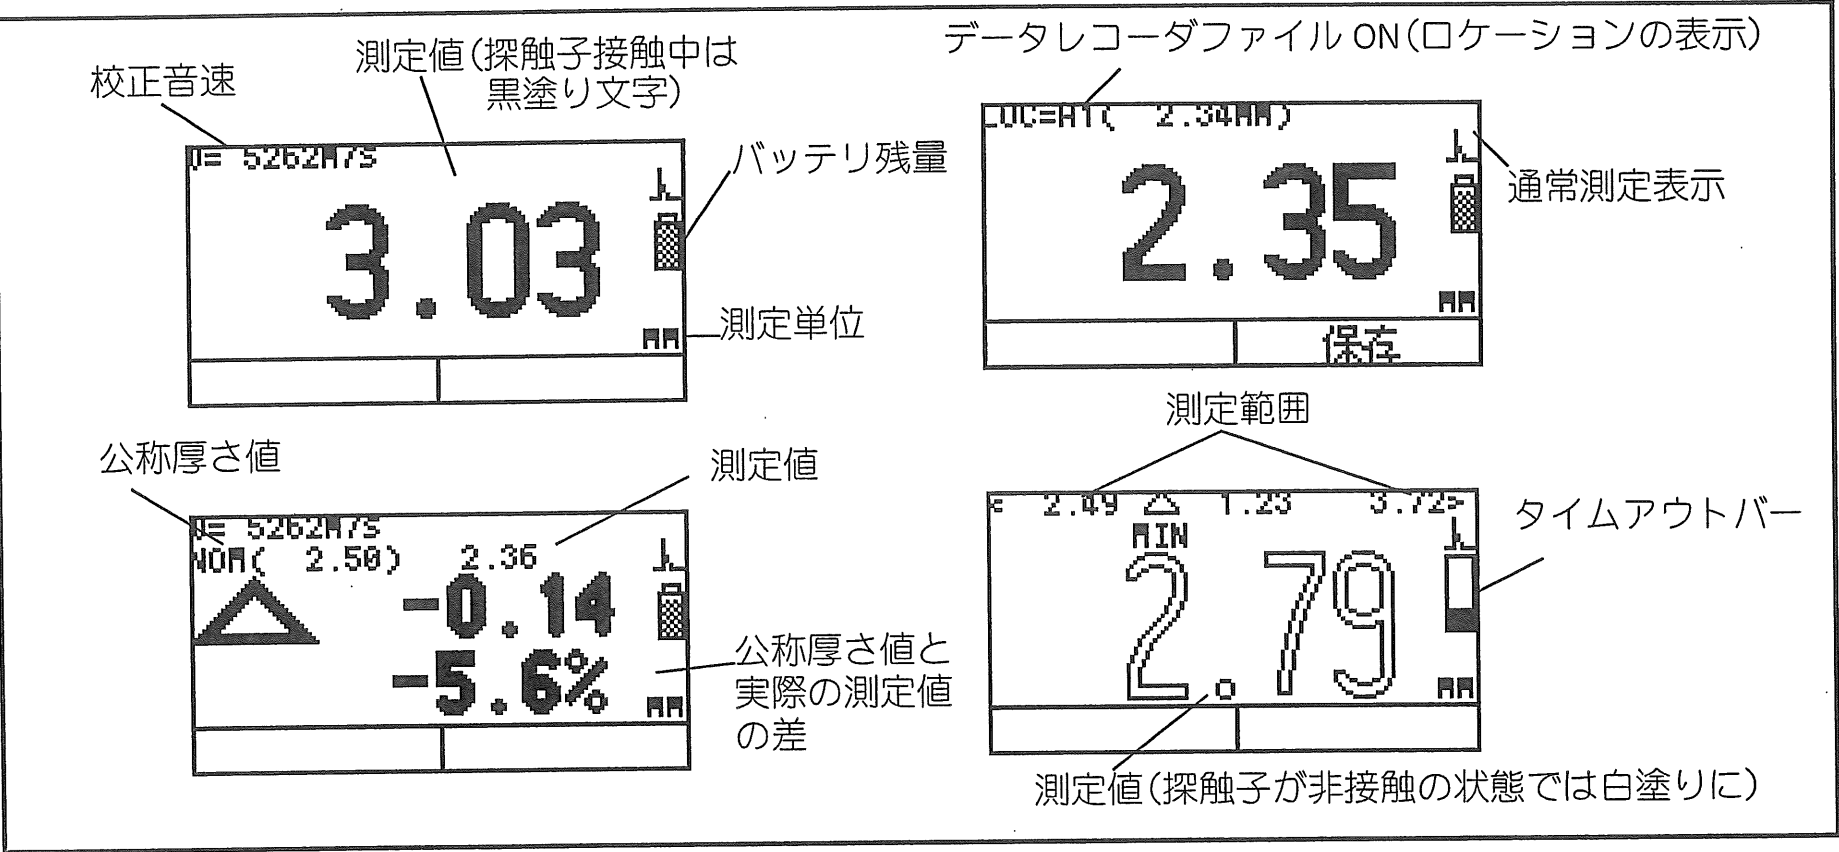 校正音速
測定値(探触子接触中は
黒塗り文字)
= 5262M/S
3.03
バッテリ残量
MM
測定単位
データレコーダファイル ON(ロケーションの表示)
LOC=A1( 2.34MM)
2.35
通常測定表示
MM
保存
公称厚さ値
測定値
= 5262M/S
NOM( 2.50) 2.36
△ -0.14
-5.6%
MM
公称厚さ値と
実際の測定値
の差
測定範囲
< 2.49 △ 1.23 3.72>
MIN
2.79
MM
タイムアウトバー
測定値(探触子が非接触の状態では白塗りに)